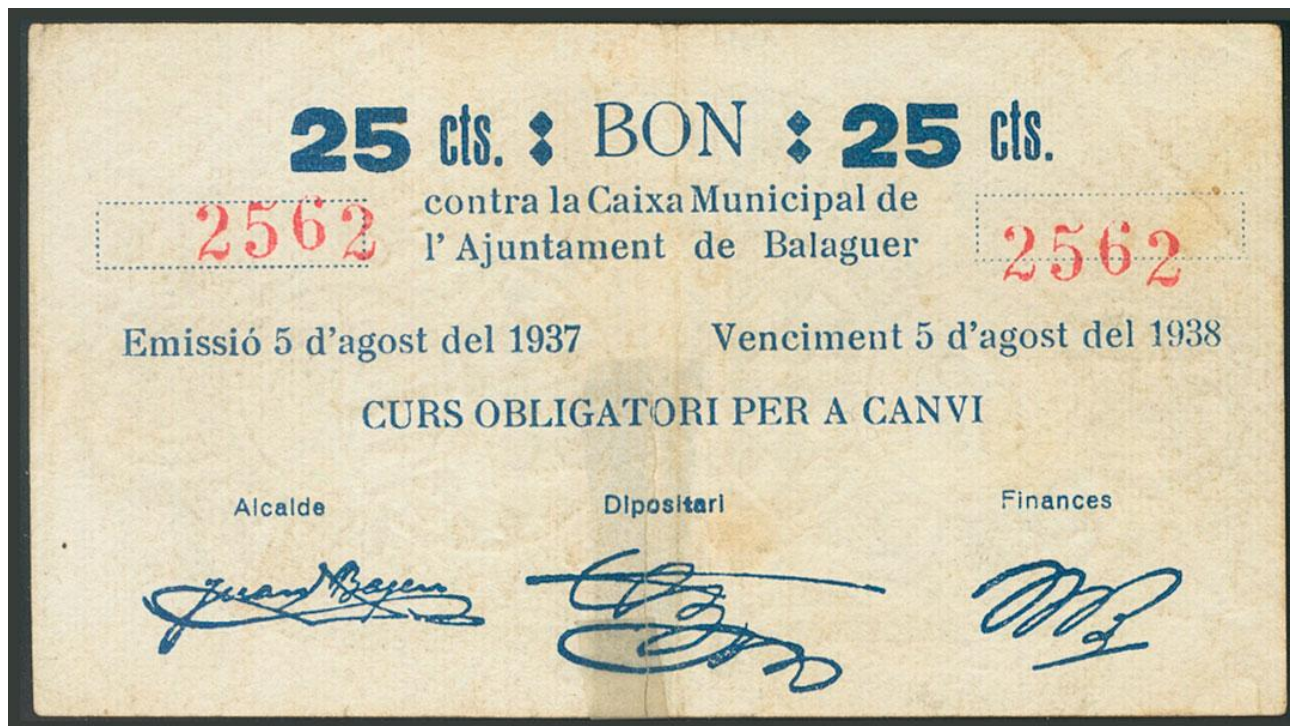 25 cts. : BON : 25 cts.
contra la Caixa Municipal de
l'Ajuntament de Balaguer
2562
2562
Emissió 5 d'agost del 1937
Venciment 5 d'agost del 1938
CURS OBLIGATORI PER A CANVI
Alcalde
Dipositari
Finances